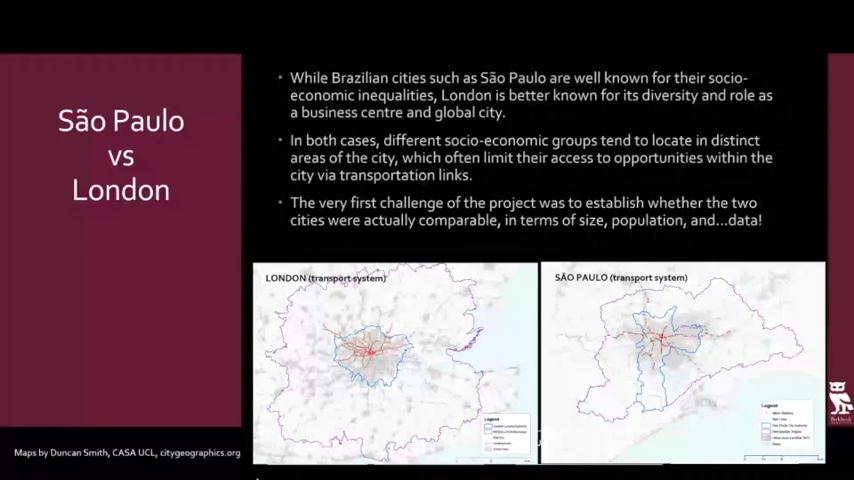 São Paulo
vs
London
• While Brazilian cities such as São Paulo are well known for their socio-
economic inequalities, London is better known for its diversity and role as
a business centre and global city.
• In both cases, different socio-economic groups tend to locate in distinct
areas of the city, which often limit their access to opportunities within the
city via transportation links.
• The very first challenge of the project was to establish whether the two
cities were actually comparable, in terms of size, population, and...data!
LONDON (transport system)
Legend
SÃO PAULO (transport system)
Legend
Maps by Duncan Smith, CASA UCL, citygeographics.org
Birkbeck